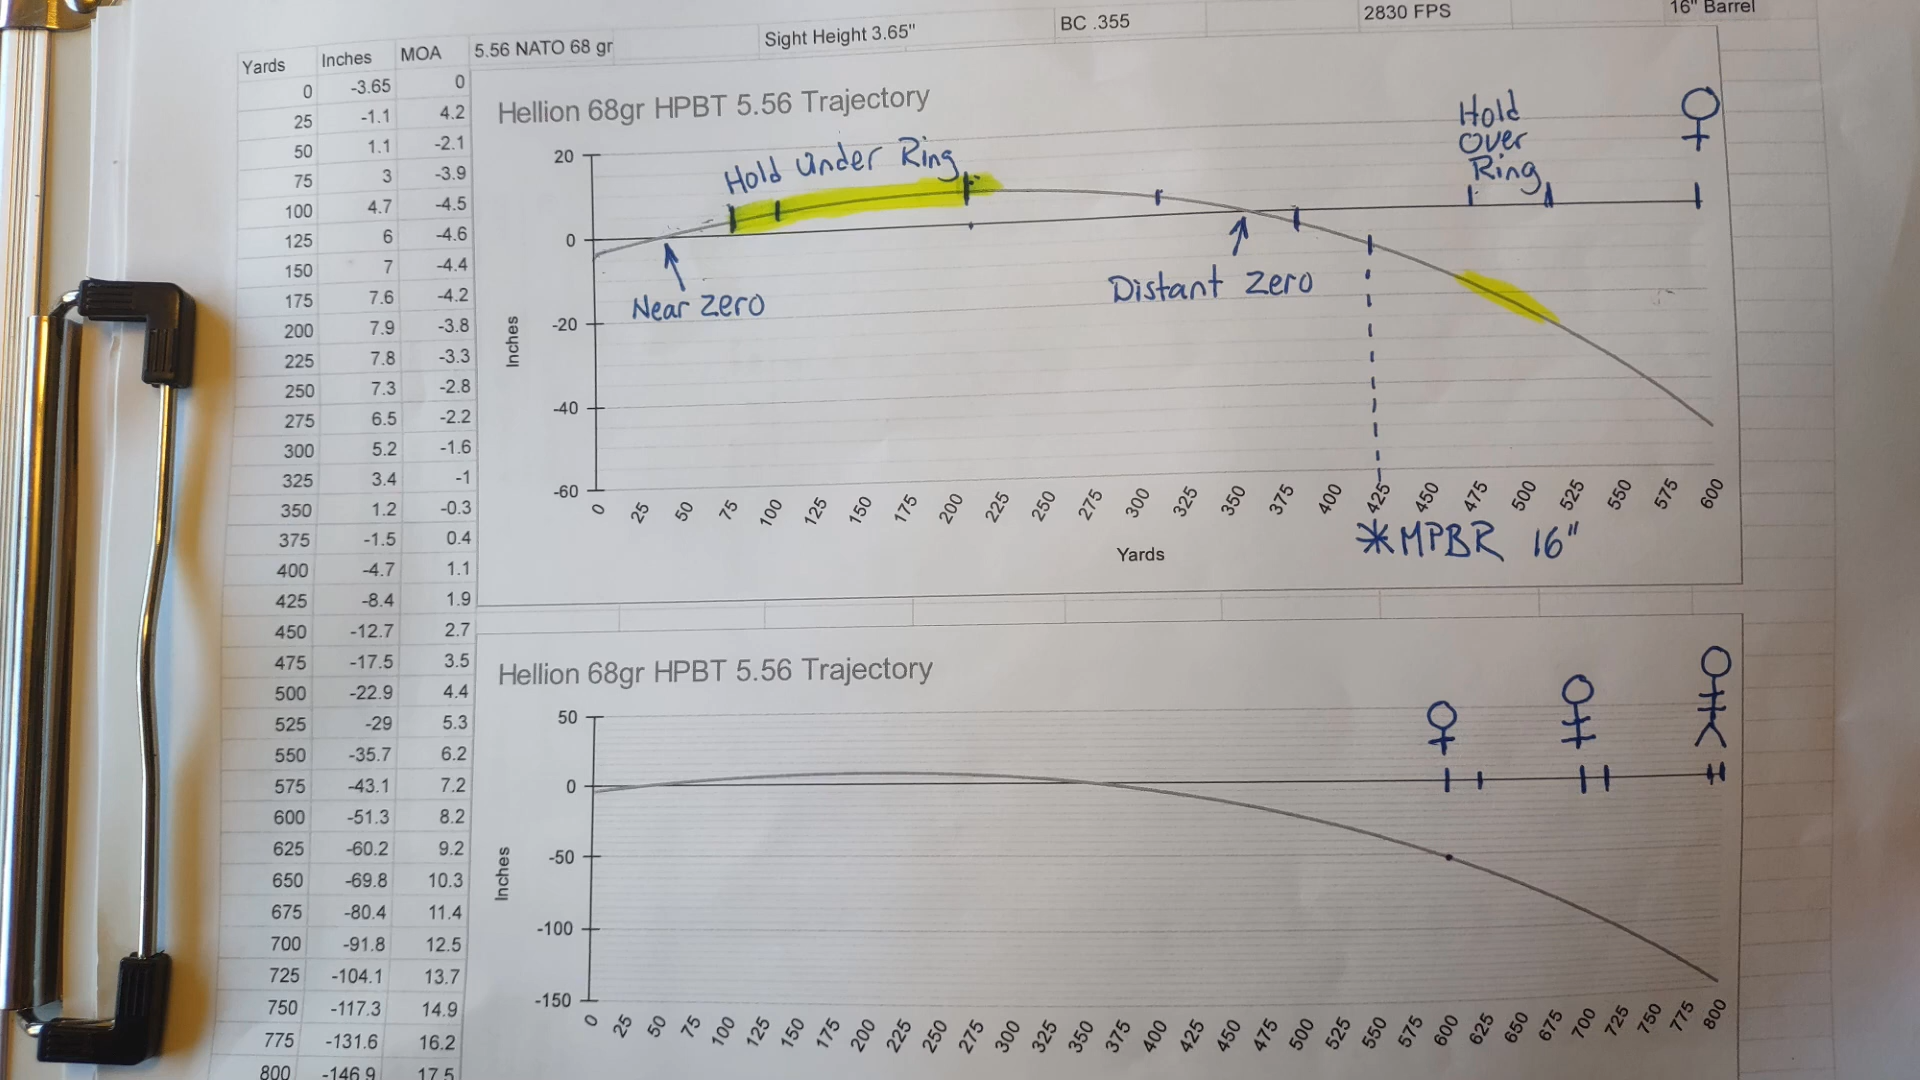 5.56 NATO 68 gr Sight Height 3.65" BC .355 2830 FPS 16" Barrel
Yards Inches MOA
0 -3.65 0
25 -1.1 4.2
50 1.1 -2.1
75 3 -3.9
100 4.7 -4.5
125 6 -4.6
150 7 -4.4
175 7.6 -4.2
200 7.9 -3.8
225 7.8 -3.3
250 7.3 -2.8
275 6.5 -2.2
300 5.2 -1.6
325 3.4 -1
350 1.2 -0.3
375 -1.5 0.4
400 -4.7 1.1
425 -8.4 1.9
450 -12.7 2.7
475 -17.5 3.5
500 -22.9 4.4
525 -29 5.3
550 -35.7 6.2
575 -43.1 7.2
600 -51.3 8.2
625 -60.2 9.2
650 -69.8 10.3
675 -80.4 11.4
700 -91.8 12.5
725 -104.1 13.7
750 -117.3 14.9
775 -131.6 16.2
800 -146.9 17.5
Hellion 68gr HPBT 5.56 Trajectory
Hold Under Ring
Hold
Over
Ring
Near Zero
Distant Zero
20
0
-20
-40
-60
Inches
0 25 50 75 100 125 150 175 200 225 250 275 300 325 350 375 400 425 450 475 500 525 550 575 600
Yards
*MPBR 16"
Hellion 68gr HPBT 5.56 Trajectory
50
0
-50
-100
-150
Inches
0 25 50 75 100 125 150 175 200 225 250 275 300 325 350 375 400 425 450 475 500 525 550 575 600 625 650 675 700 725 750 775 800